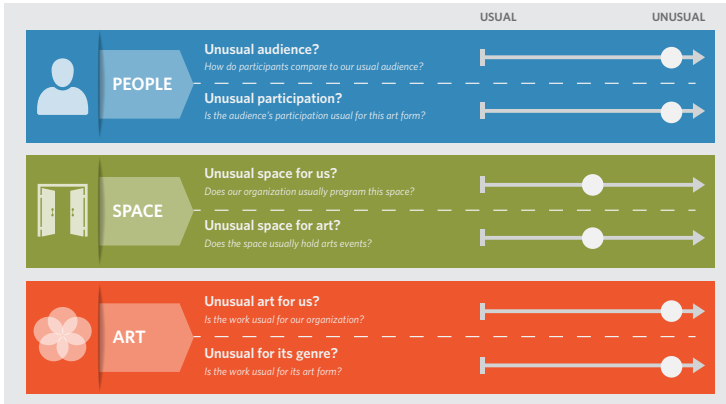 USUAL UNUSUAL
PEOPLE
Unusual audience?
How do participants compare to our usual audience?
Unusual participation?
Is the audience's participation usual for this art form?
SPACE
Unusual space for us?
Does our organization usually program this space?
Unusual space for art?
Does the space usually hold arts events?
ART
Unusual art for us?
Is the work usual for our organization?
Unusual for its genre?
Is the work usual for its art form?